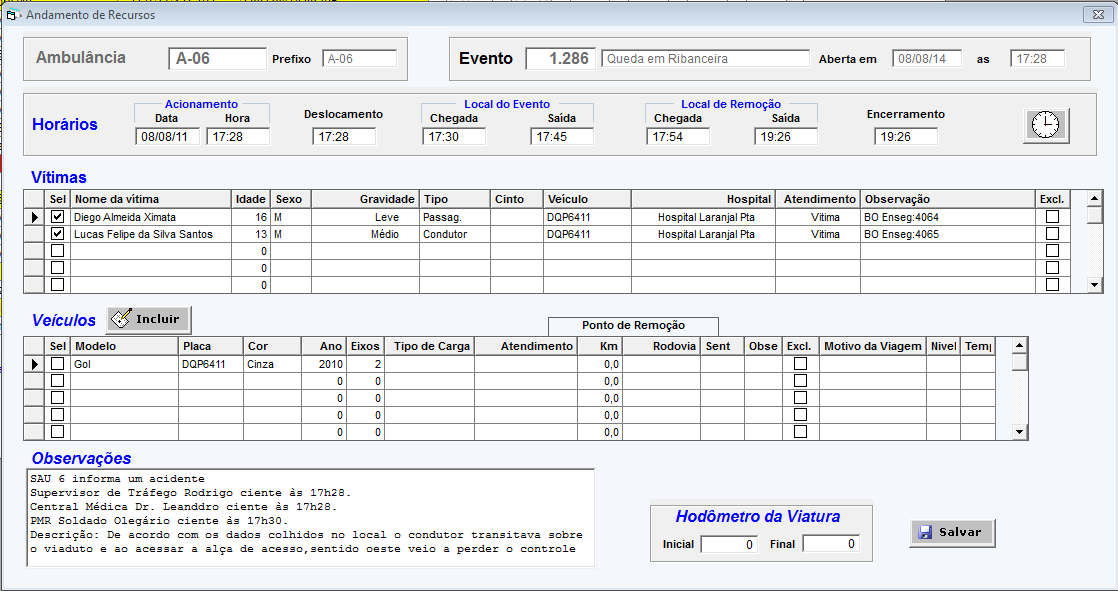 Andamento de Recursos
Ambulância A-06 Prefixo A-06 Evento 1.286 Queda em Ribanceira Aberta em 08/08/14 as 17:28
Horários
Acionamento
Data Hora
08/08/11 17:28
Deslocamento
17:28
Local do Evento
Chegada Saída
17:30 17:45
Local de Remoção
Chegada Saída
17:54 19:26
Encerramento
19:26
Vítimas
Sel Nome da vítima Idade Sexo Gravidade Tipo Cinto Veículo Hospital Atendimento Observação Excl.
Diego Almeida Ximata 16 M Leve Passag. DQP6411 Hospital Laranjal Pta Vitima BO Enseg:4064
Lucas Felipe da Silva Santos 13 M Médio Condutor DQP6411 Hospital Laranjal Pta Vitima BO Enseg:4065
0
0
0
Veículos Incluir
Ponto de Remoção
Sel Modelo Placa Cor Ano Eixos Tipo de Carga Atendimento Km Rodovia Sent Obse Excl. Motivo da Viagem Nivel Temp
Gol DQP6411 Cinza 2010 2 0,0
0 0 0,0
0 0 0,0
0 0 0,0
0 0 0,0
Observações
SAU 6 informa um acidente
Supervisor de Tráfego Rodrigo ciente às 17h28.
Central Médica Dr. Leanddro ciente às 17h28.
PMR Soldado Olegário ciente às 17h30.
Descrição: De acordo com os dados colhidos no local o condutor transitava sobre
o viaduto e ao acessar a alça de acesso,sentido oeste veio a perder o controle
Hodômetro da Viatura
Inicial 0 Final 0
Salvar